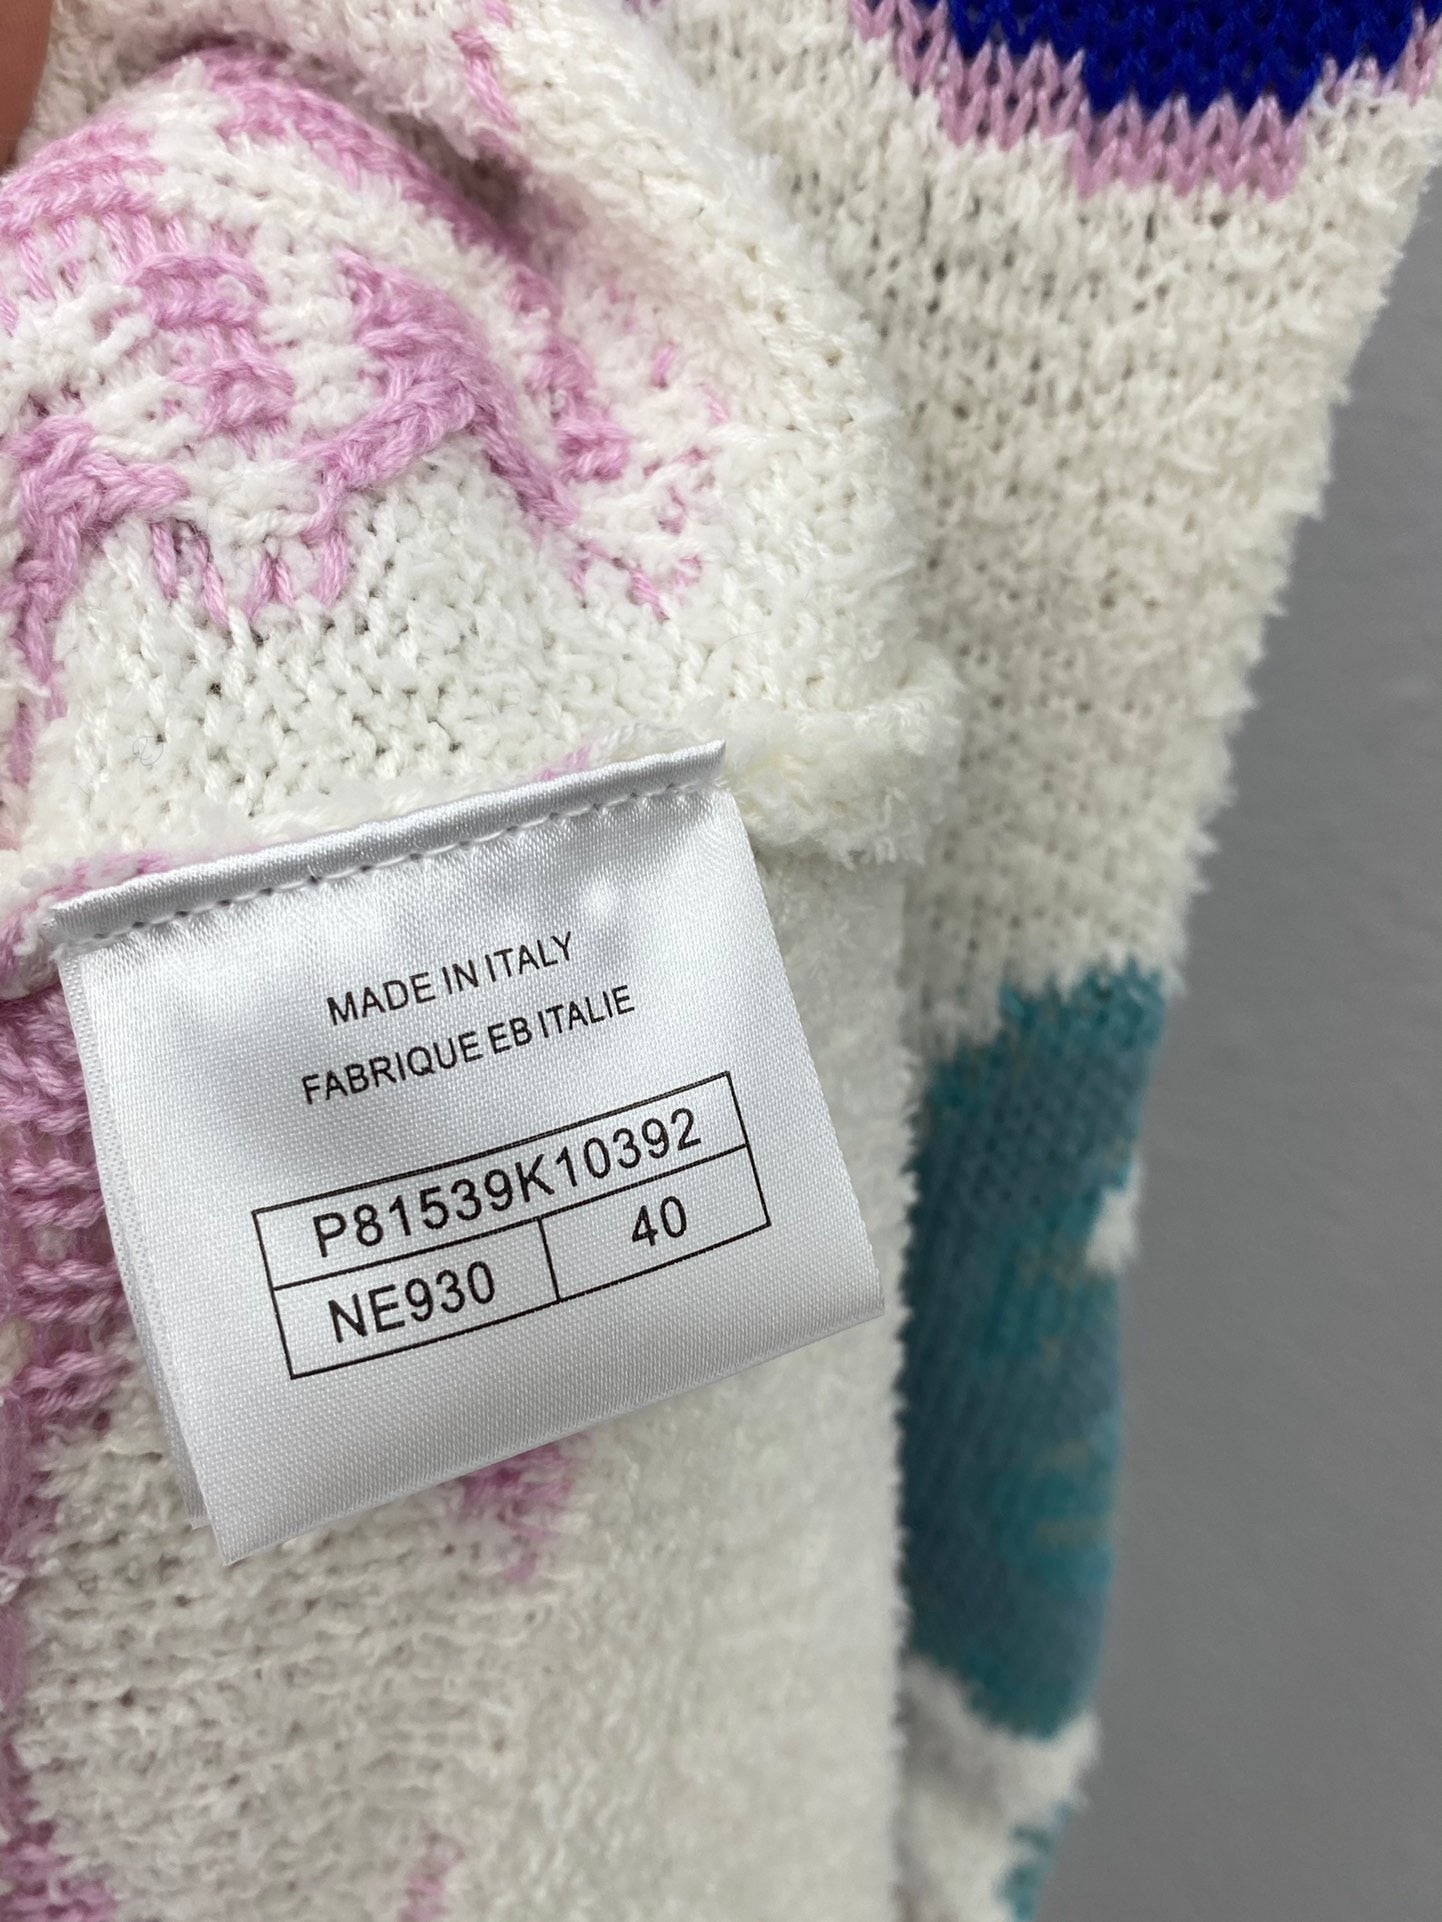 MADE IN ITALY
FABRIQUE EB ITALIE
P81539K10392
NE930 40